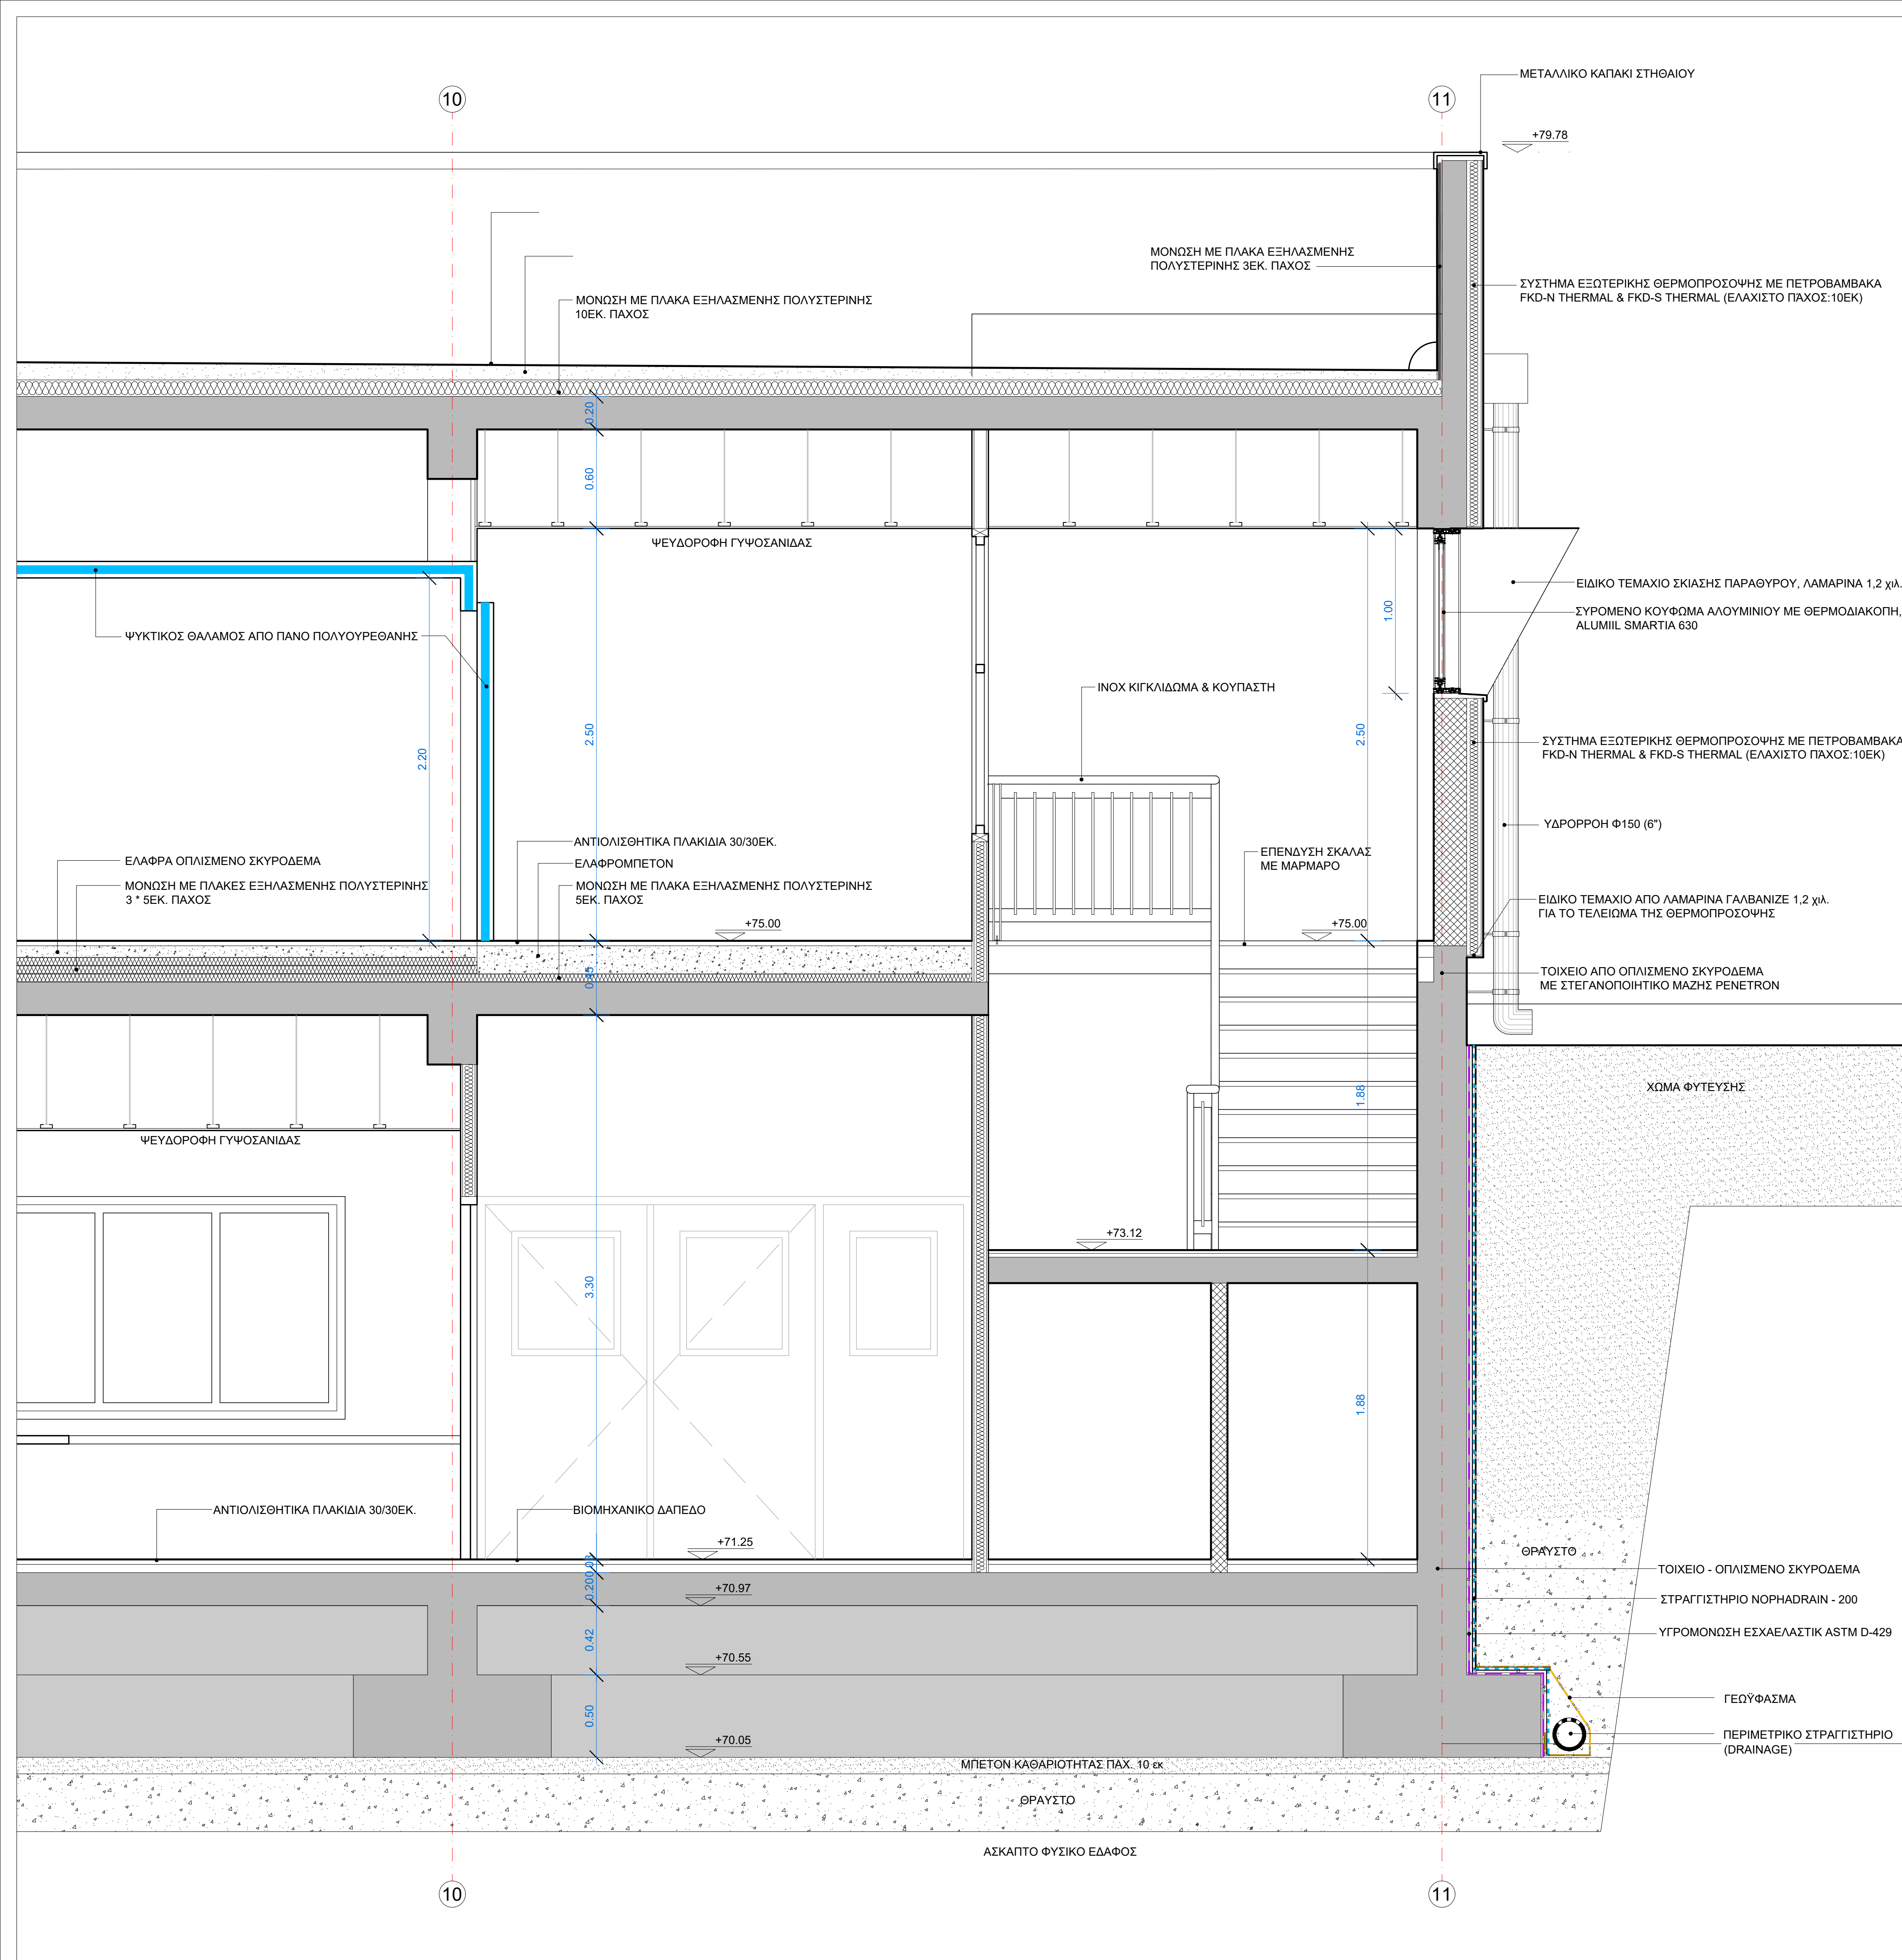 ΜΕΤΑΛΛΙΚΟ ΚΑΠΑΚΙ ΣΤΗΘΑΙΟΥ
10
11
+79.78
ΜΟΝΩΣΗ ΜΕ ΠΛΑΚΑ ΕΞΗΛΑΣΜΕΝΗΣ
ΠΟΛΥΣΤΕΡΙΝΗΣ 3ΕΚ. ΠΑΧΟΣ
ΣΥΣΤΗΜΑ ΕΞΩΤΕΡΙΚΗΣ ΘΕΡΜΟΠΡΟΣΟΨΗΣ ΜΕ ΠΕΤΡΟΒΑΜΒΑΚΑ
FKD-N THERMAL & FKD-S THERMAL (ΕΛΑΧΙΣΤΟ ΠΆΧΟΣ:10ΕΚ)
ΜΟΝΩΣΗ ΜΕ ΠΛΑΚΑ ΕΞΗΛΑΣΜΕΝΗΣ ΠΟΛΥΣΤΕΡΙΝΗΣ
10ΕΚ. ΠΑΧΟΣ
0.20
0.60
ΨΕΥΔΟΡΟΦΗ ΓΥΨΟΣΑΝΙΔΑΣ
ΕΙΔΙΚΟ ΤΕΜΑΧΙΟ ΣΚΙΑΣΗΣ ΠΑΡΑΘΥΡΟΥ, ΛΑΜΑΡΙΝΑ 1,2 χιλ.
1.00
ΣΥΡΟΜΕΝΟ ΚΟΥΦΩΜΑ ΑΛΟΥΜΙΝΙΟΥ ΜΕ ΘΕΡΜΟΔΙΑΚΟΠΗ,
ALUMIIL SMARTIA 630
ΨΥΚΤΙΚΟΣ ΘΑΛΑΜΟΣ ΑΠΟ ΠΑΝΟ ΠΟΛΥΟΥΡΕΘΑΝΗΣ
INOX ΚΙΓΚΛΙΔΩΜΑ & ΚΟΥΠΑΣΤΗ
2.20
2.50
2.50
ΣΥΣΤΗΜΑ ΕΞΩΤΕΡΙΚΗΣ ΘΕΡΜΟΠΡΟΣΟΨΗΣ ΜΕ ΠΕΤΡΟΒΑΜΒΑΚΑ
FKD-N THERMAL & FKD-S THERMAL (ΕΛΑΧΙΣΤΟ ΠΆΧΟΣ:10ΕΚ)
ΥΔΡΟΡΡΟΗ Φ150 (6")
ΑΝΤΙΟΛΙΣΘΗΤΙΚΑ ΠΛΑΚΙΔΙΑ 30/30ΕΚ.
ΕΛΑΦΡΑ ΟΠΛΙΣΜΕΝΟ ΣΚΥΡΟΔΕΜΑ
ΕΛΑΦΡΟΜΠΕΤΟΝ
ΕΠΕΝΔΥΣΗ ΣΚΑΛΑΣ
ΜΕ ΜΑΡΜΑΡΟ
ΜΟΝΩΣΗ ΜΕ ΠΛΑΚΕΣ ΕΞΗΛΑΣΜΕΝΗΣ ΠΟΛΥΣΤΕΡΙΝΗΣ
3 * 5ΕΚ. ΠΑΧΟΣ
ΜΟΝΩΣΗ ΜΕ ΠΛΑΚΑ ΕΞΗΛΑΣΜΕΝΗΣ ΠΟΛΥΣΤΕΡΙΝΗΣ
5ΕΚ. ΠΑΧΟΣ
ΕΙΔΙΚΟ ΤΕΜΑΧΙΟ ΑΠΟ ΛΑΜΑΡΙΝΑ ΓΑΛΒΑΝΙΖΕ 1,2 χιλ.
ΓΙΑ ΤΟ ΤΕΛΕΙΩΜΑ ΤΗΣ ΘΕΡΜΟΠΡΟΣΟΨΗΣ
+75.00
+75.00
0.45
ΤΟΙΧΕΙΟ ΑΠΟ ΟΠΛΙΣΜΕΝΟ ΣΚΥΡΟΔΕΜΑ
ΜΕ ΣΤΕΓΑΝΟΠΟΙΗΤΙΚΟ ΜΑΖΗΣ PENETRON
1.88
ΧΩΜΑ ΦΥΤΕΥΣΗΣ
ΨΕΥΔΟΡΟΦΗ ΓΥΨΟΣΑΝΙΔΑΣ
+73.12
3.30
1.88
ΑΝΤΙΟΛΙΣΘΗΤΙΚΑ ΠΛΑΚΙΔΙΑ 30/30ΕΚ.
ΒΙΟΜΗΧΑΝΙΚΟ ΔΑΠΕΔΟ
+71.25
ΘΡΑΥΣΤΟ
0.08
ΤΟΙΧΕΙΟ - ΟΠΛΙΣΜΕΝΟ ΣΚΥΡΟΔΕΜΑ
0.20
+70.97
ΣΤΡΑΓΓΙΣΤΗΡΙΟ NOPHADRAIN - 200
0.42
ΥΓΡΟΜΟΝΩΣΗ ΕΣΧΑΕΛΑΣΤΙΚ ASTM D-429
+70.55
ΓΕΩΫΦΑΣΜΑ
0.50
+70.05
ΠΕΡΙΜΕΤΡΙΚΟ ΣΤΡΑΓΓΙΣΤΗΡΙΟ
(DRAINAGE)
ΜΠΕΤΟΝ ΚΑΘΑΡΙΟΤΗΤΑΣ ΠΑΧ. 10 εκ
ΘΡΑΥΣΤΟ
ΑΣΚΑΠΤΟ ΦΥΣΙΚΟ ΕΔΑΦΟΣ
10
11